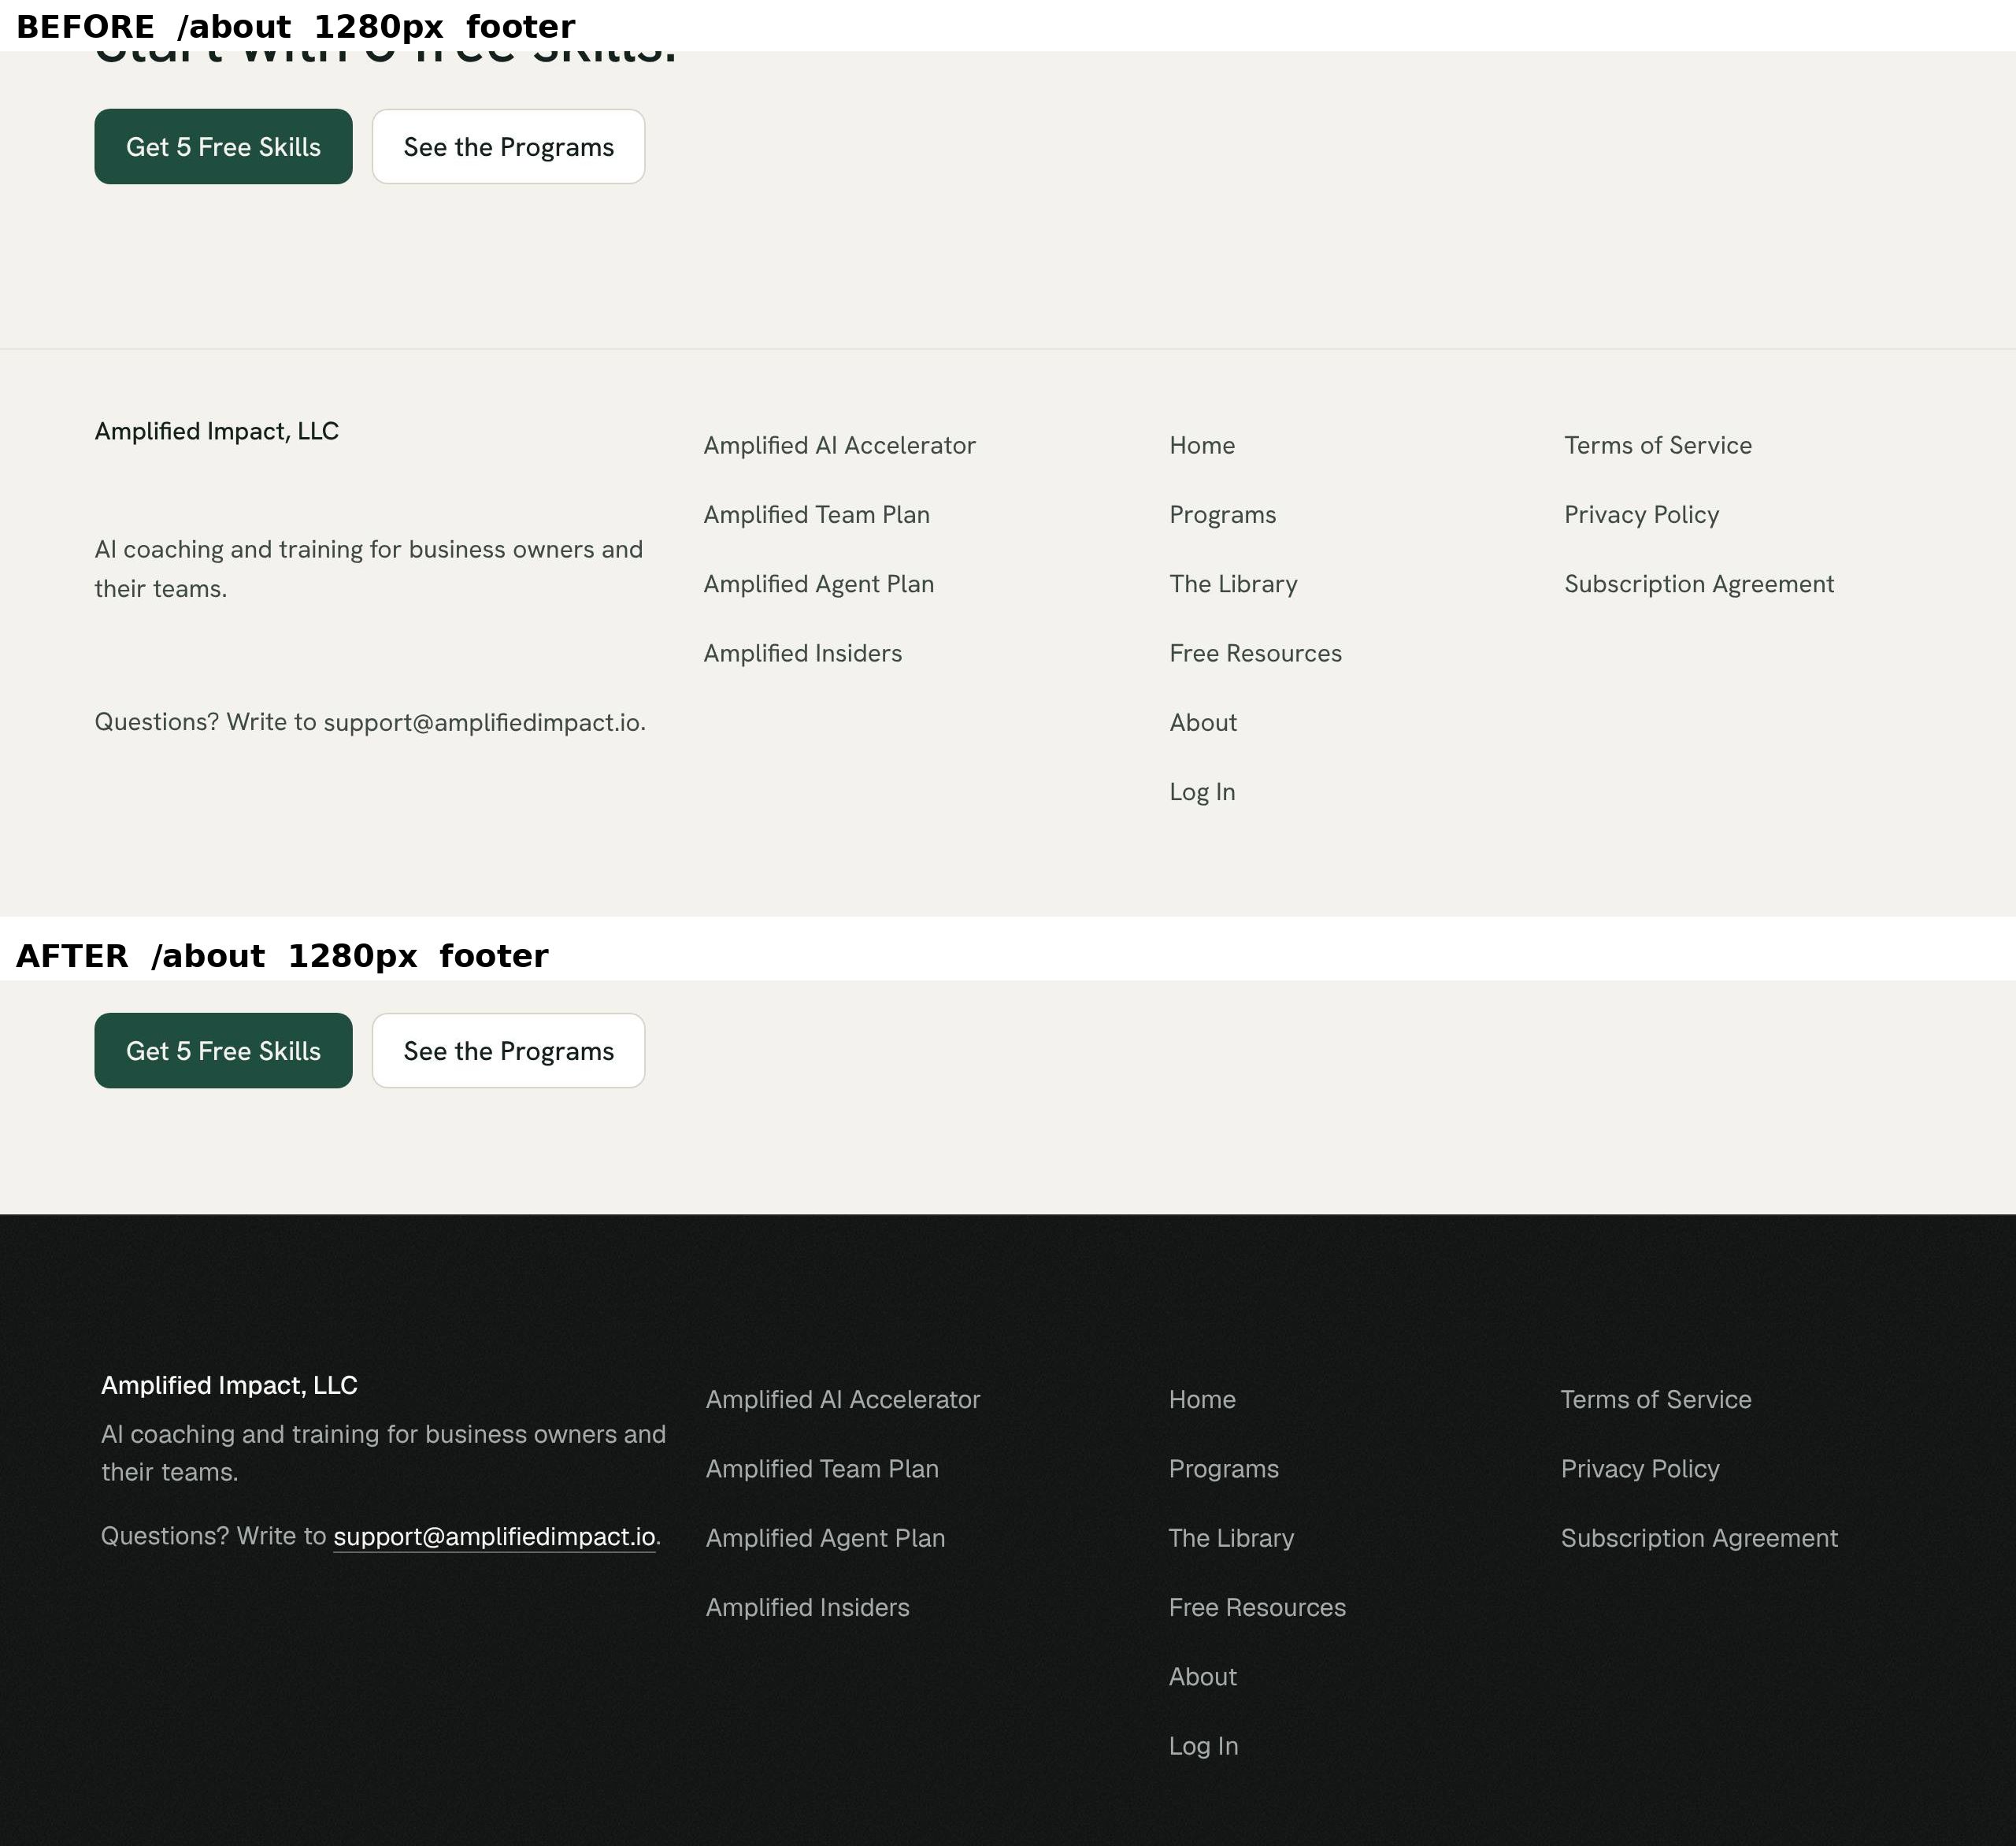 BEFORE /about 1280px footer
Start with 5 free skills.
Get 5 Free Skills
See the Programs
Amplified Impact, LLC
AI coaching and training for business owners and
their teams.
Questions? Write to support@amplifiedimpact.io.
Amplified AI Accelerator
Amplified Team Plan
Amplified Agent Plan
Amplified Insiders
Home
Programs
The Library
Free Resources
About
Log In
Terms of Service
Privacy Policy
Subscription Agreement
AFTER /about 1280px footer
Get 5 Free Skills
See the Programs
Amplified Impact, LLC
AI coaching and training for business owners and
their teams.
Questions? Write to support@amplifiedimpact.io.
Amplified AI Accelerator
Amplified Team Plan
Amplified Agent Plan
Amplified Insiders
Home
Programs
The Library
Free Resources
About
Log In
Terms of Service
Privacy Policy
Subscription Agreement